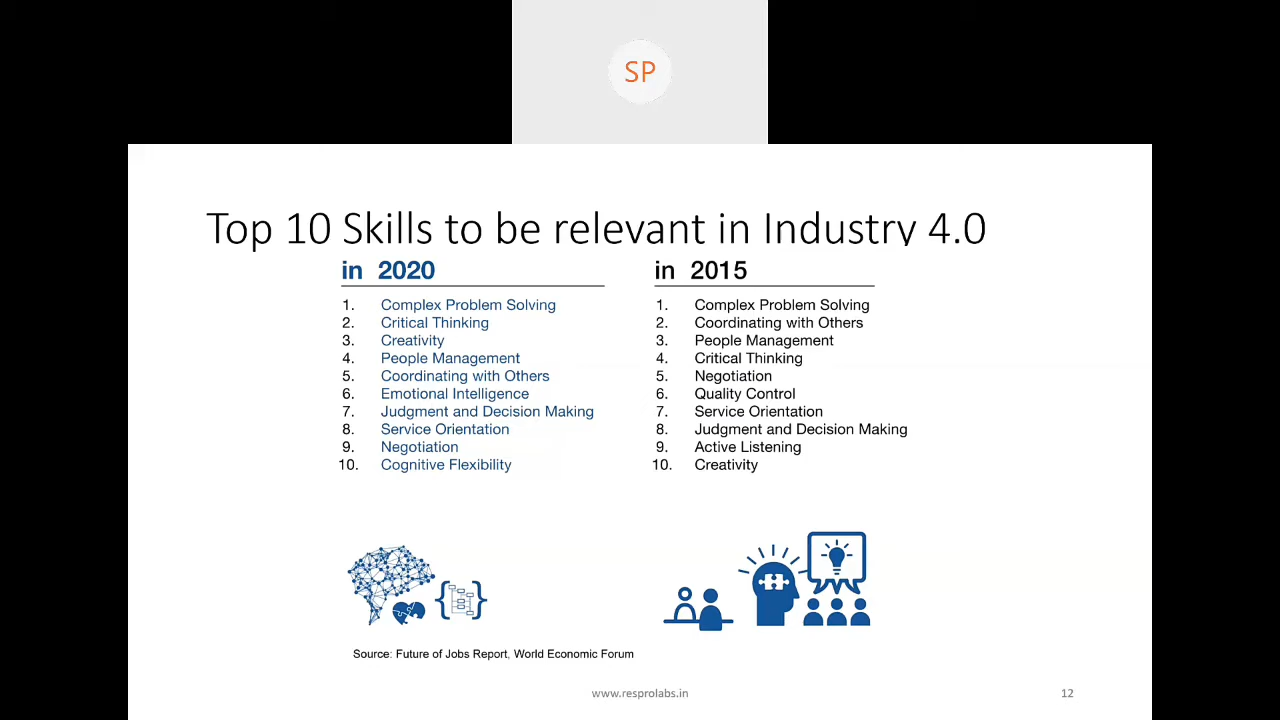 SP
Top 10 Skills to be relevant in Industry 4.0
in 2020
1. Complex Problem Solving
2. Critical Thinking
3. Creativity
4. People Management
5. Coordinating with Others
6. Emotional Intelligence
7. Judgment and Decision Making
8. Service Orientation
9. Negotiation
10. Cognitive Flexibility
in 2015
1. Complex Problem Solving
2. Coordinating with Others
3. People Management
4. Critical Thinking
5. Negotiation
6. Quality Control
7. Service Orientation
8. Judgment and Decision Making
9. Active Listening
10. Creativity
Source: Future of Jobs Report, World Economic Forum
www.resprolabs.in
12